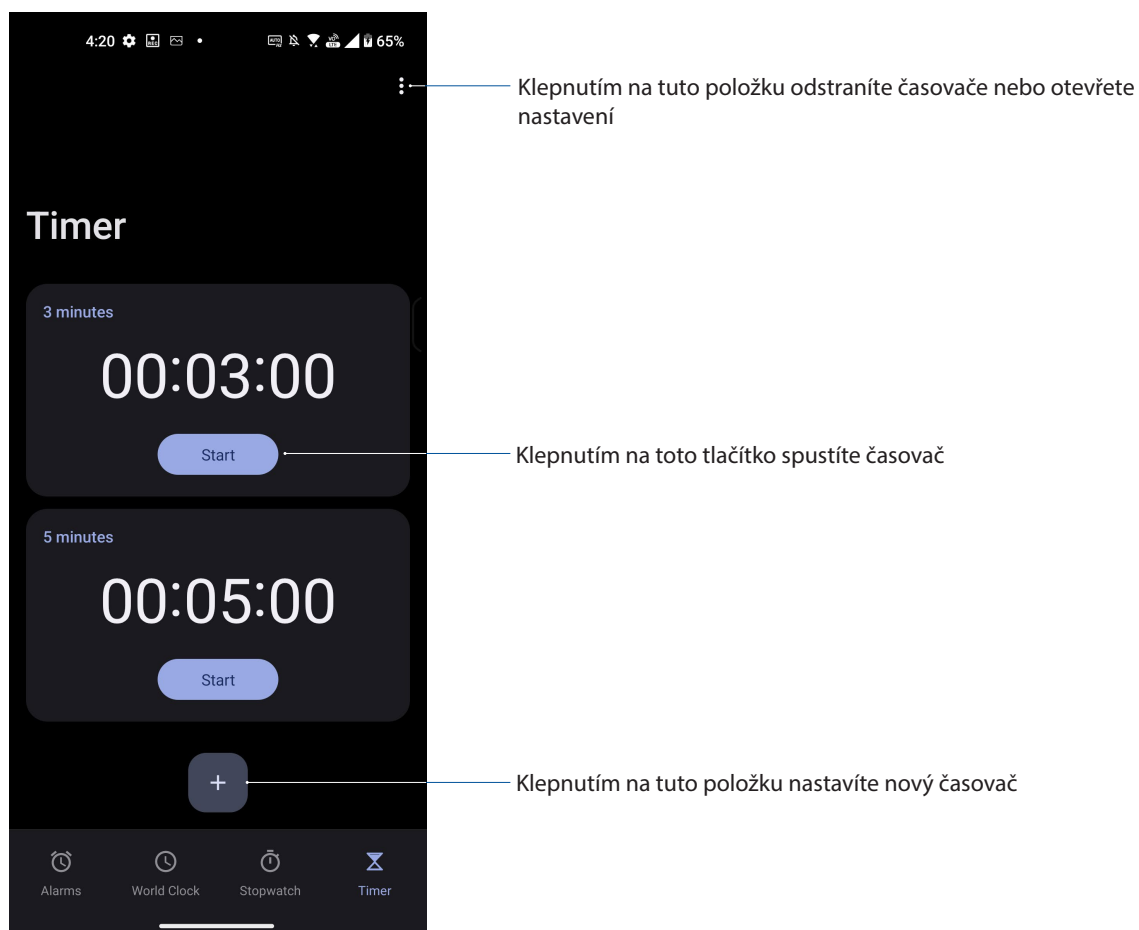 4:20
65%
Klepnutím na tuto položku odstraníte časovače nebo otevřete
nastavení
Timer
3 minutes
00:03:00
Start
Klepnutím na toto tlačítko spustíte časovač
5 minutes
00:05:00
Start
+
Klepnutím na tuto položku nastavíte nový časovač
Alarms World Clock Stopwatch Timer